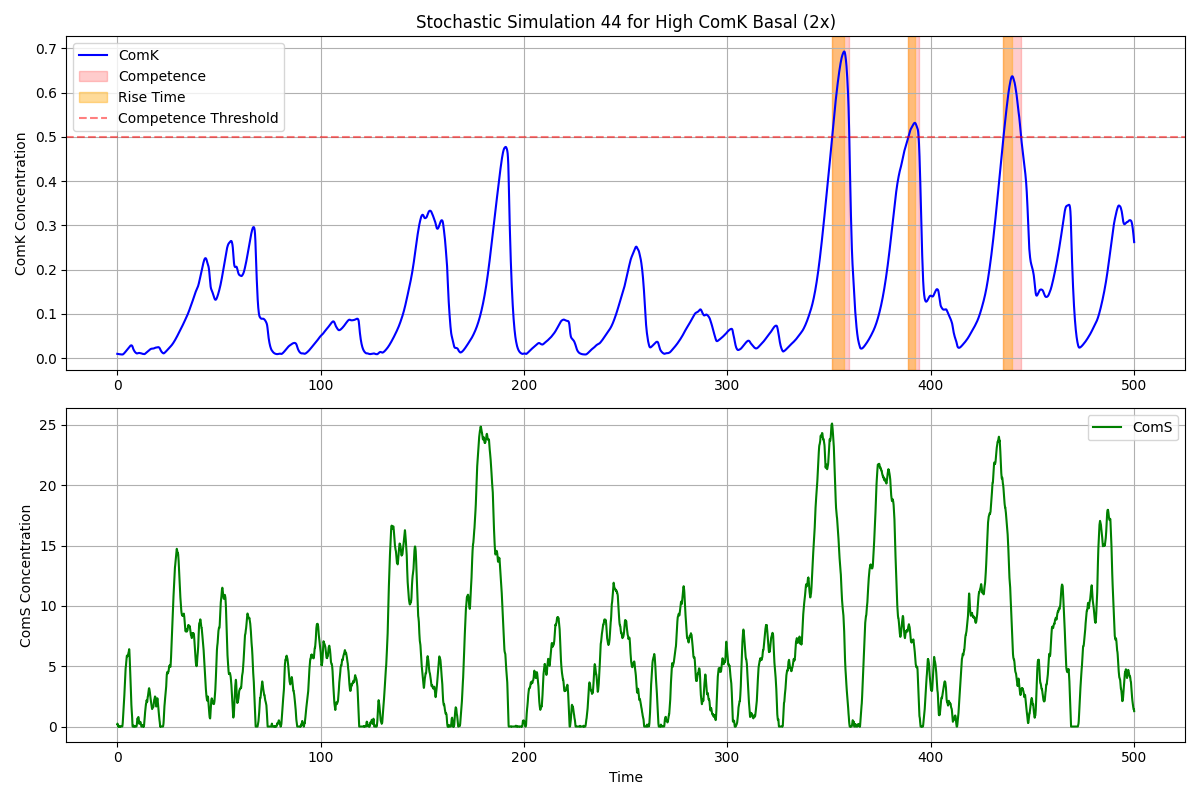 Stochastic Simulation 44 for High ComK Basal (2x)
ComK Concentration
0.7
0.6
0.5
0.4
0.3
0.2
0.1
0.0
ComK
Competence
Rise Time
Competence Threshold
0 100 200 300 400 500
ComS Concentration
25
20
15
10
5
0
ComS
0 100 200 300 400 500
Time